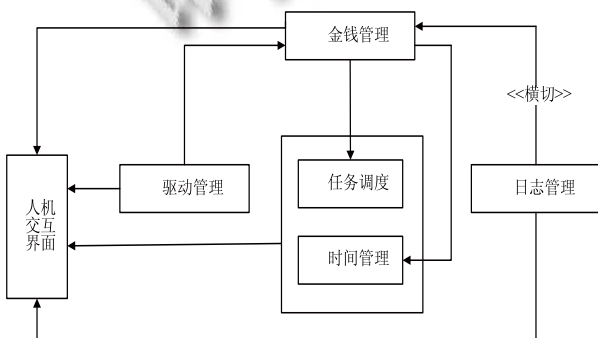 金钱管理
<<横切>>
驱动管理
任务调度
日志管理
人机
交互
界面
时间管理